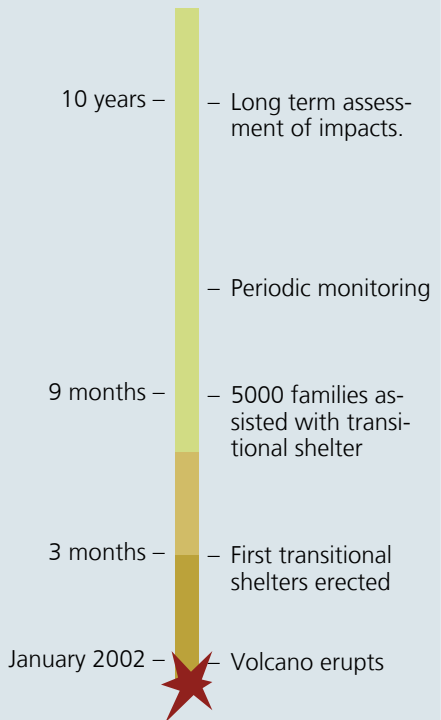 10 years –
– Long term assess-
ment of impacts.
– Periodic monitoring
9 months –
– 5000 families as-
sisted with transi-
tional shelter
3 months –
– First transitional
shelters erected
January 2002 –
– Volcano erupts